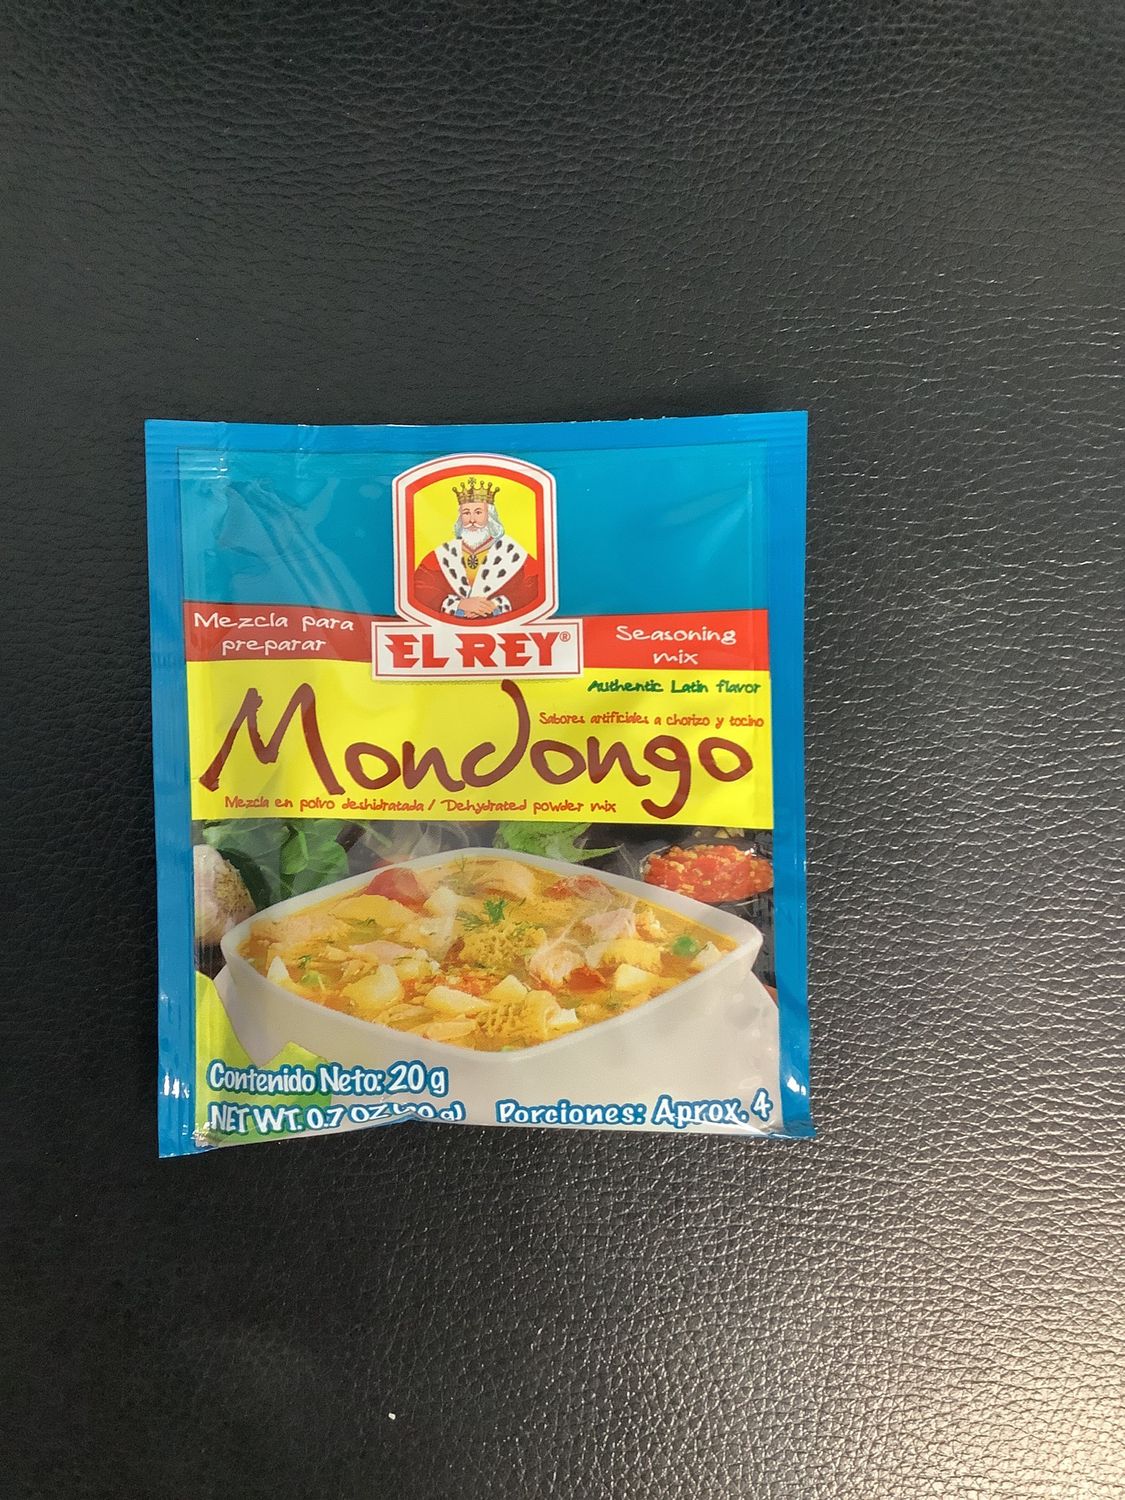 Mezcla para
preparar
EL REY®
Seasoning
mix
Authentic Latin flavor
Sabores artificiales a chorizo y tocino
Mondongo
Mezcla en polvo deshidratada / Dehydrated powder mix
Contenido Neto: 20 g
NET WT. 0.7 OZ (20 g)
Porciones: Aprox. 4